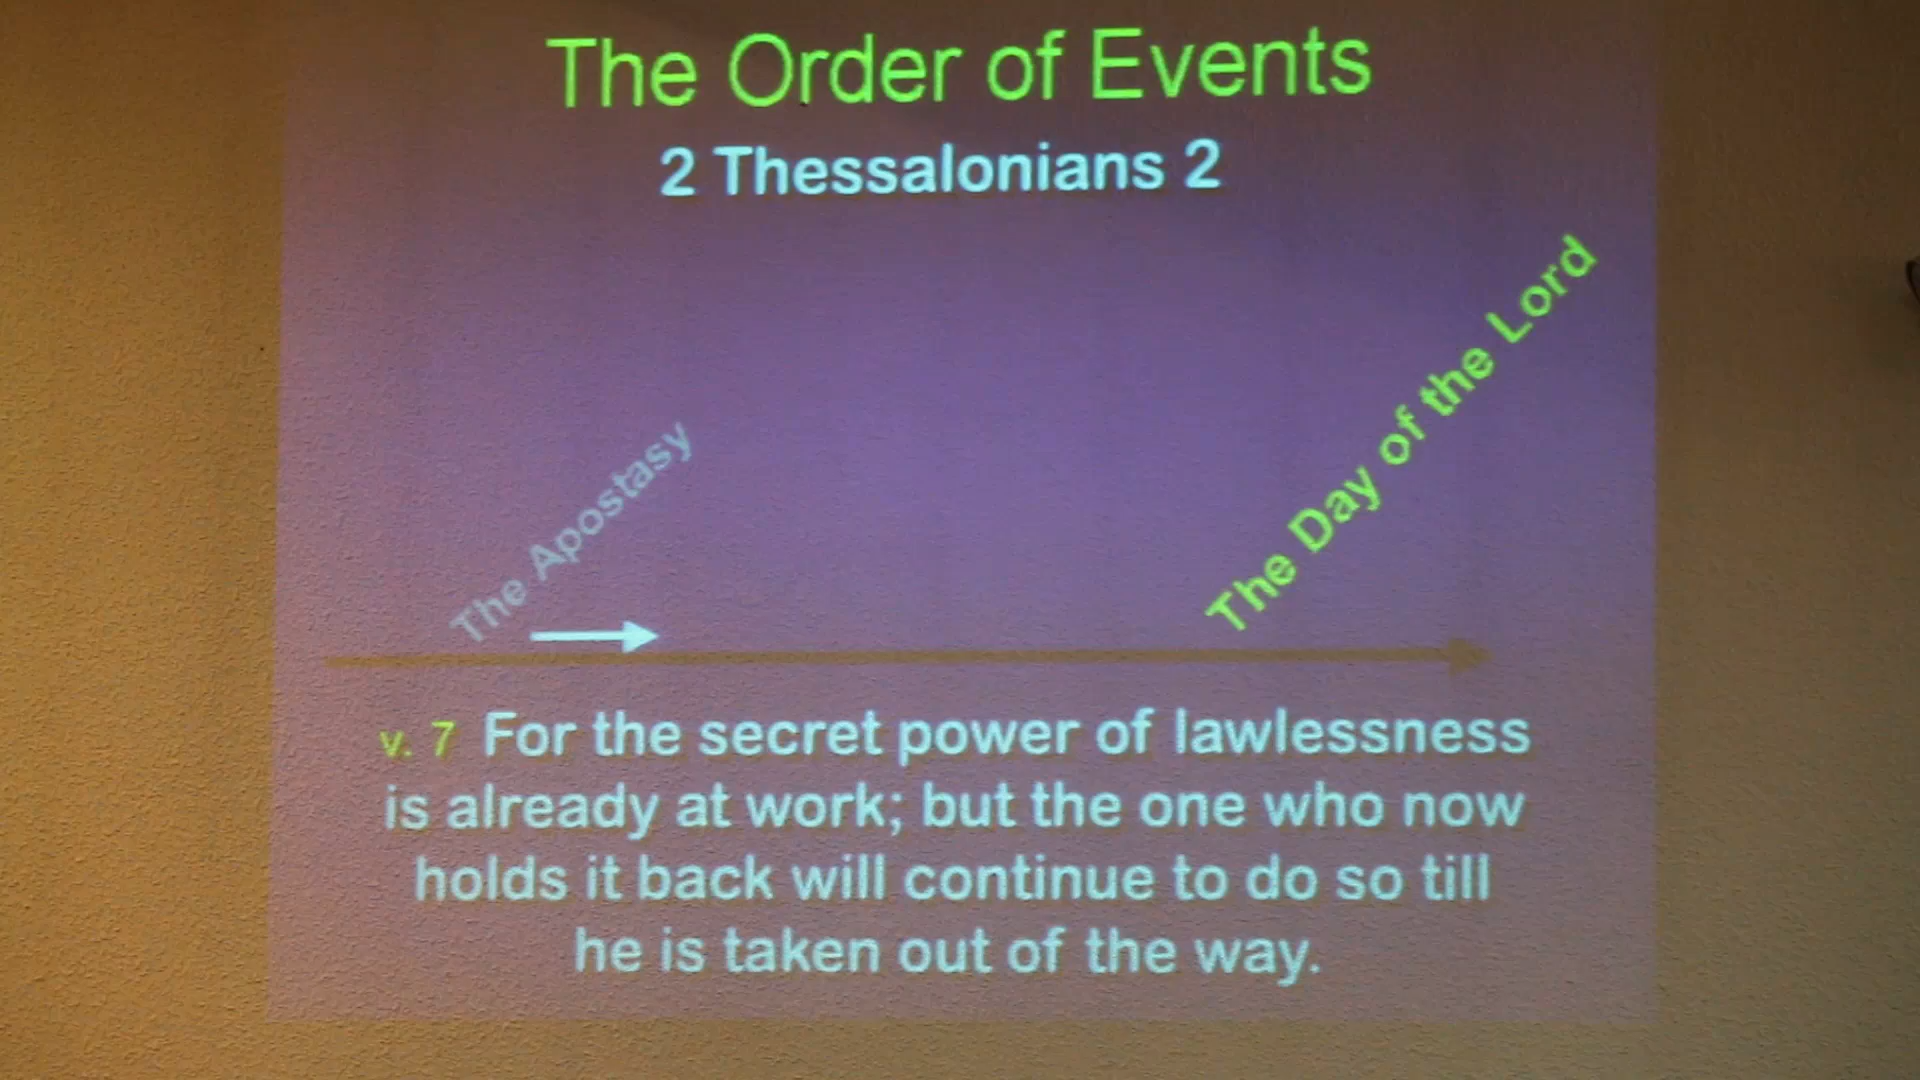 The Order of Events
2 Thessalonians 2
The Apostasy
The Day of the Lord
v. 7 For the secret power of lawlessness
is already at work; but the one who now
holds it back will continue to do so till
he is taken out of the way.